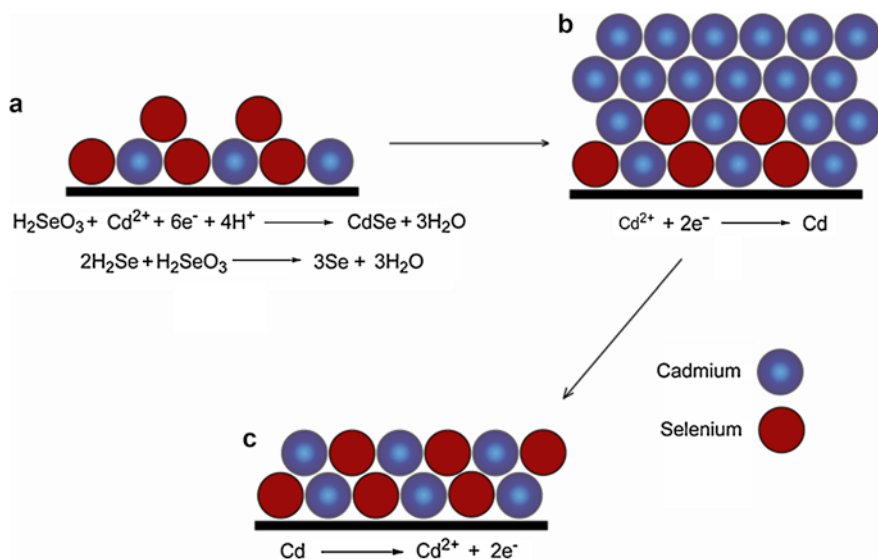 a
H₂SeO₃ + Cd²⁺ + 6e⁻ + 4H⁺ ⟶ CdSe + 3H₂O
2H₂Se + H₂SeO₃ ⟶ 3Se + 3H₂O
b
Cd²⁺ + 2e⁻ ⟶ Cd
Cadmium
Selenium
c
Cd ⟶ Cd²⁺ + 2e⁻